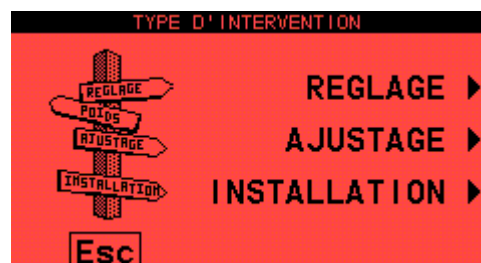 TYPE D'INTERVENTION
REGLAGE
POIDS
AJUSTAGE
INSTALLATION
REGLAGE
AJUSTAGE
INSTALLATION
Esc